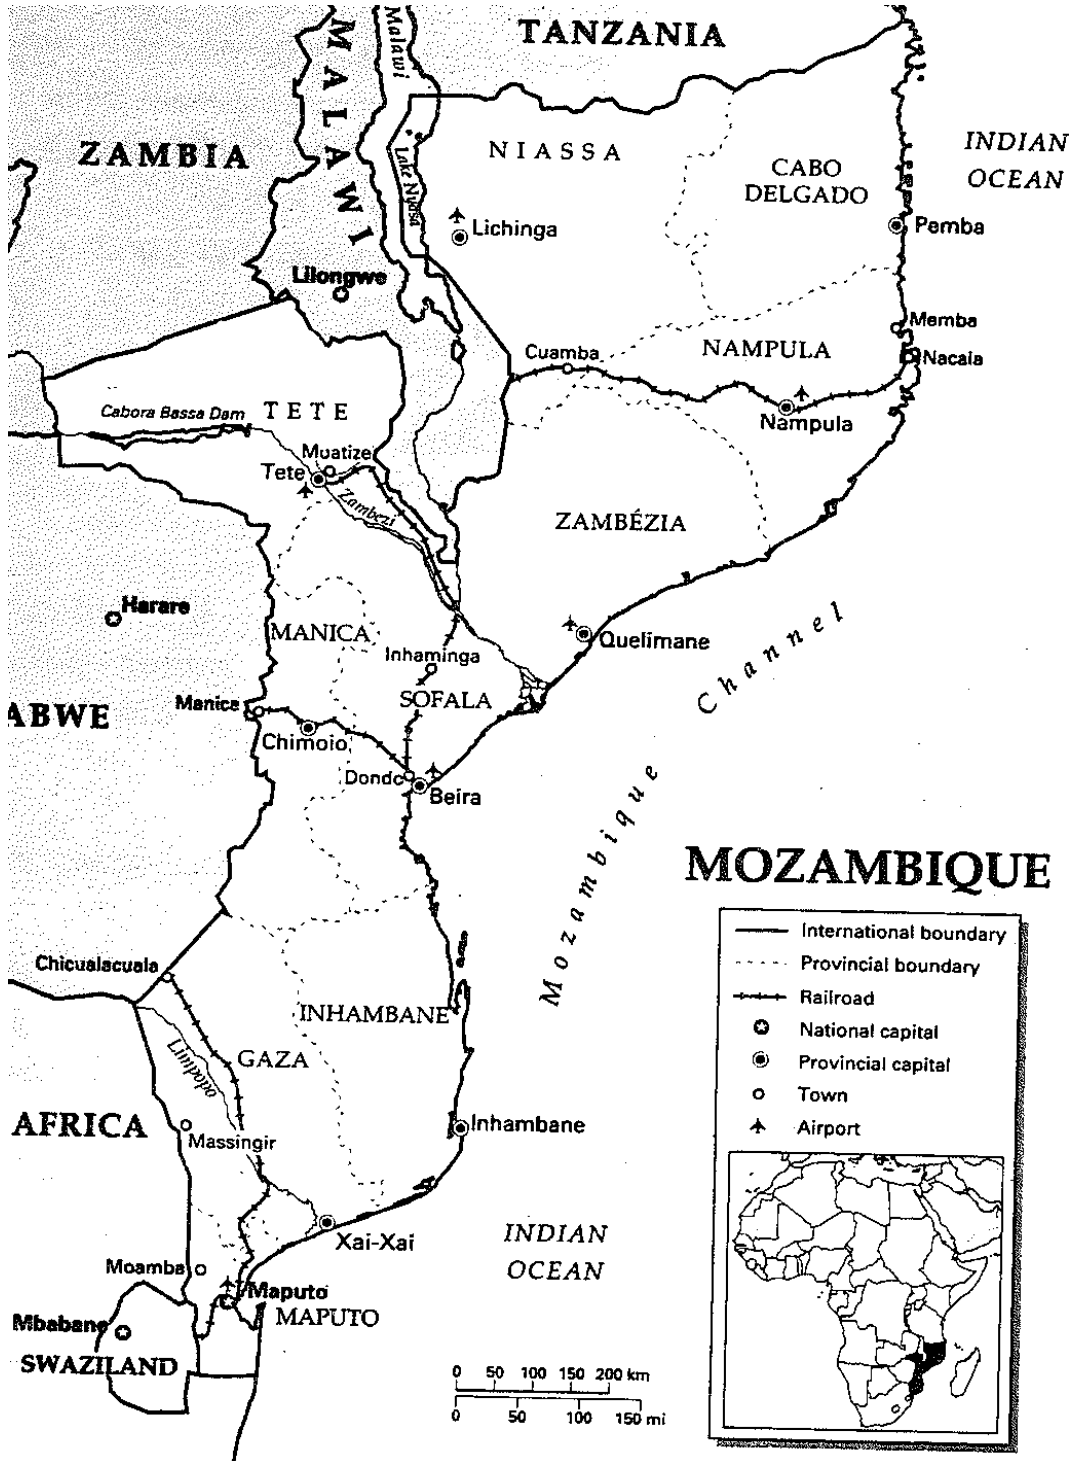 TANZANIA
MALAWI
Malawi
ZAMBIA
NIASSA
INDIAN
OCEAN
CABO
DELGADO
Lake Nyasa
Lichinga
Pemba
Lilongwe
Memba
Nacala
Cuamba
NAMPULA
Nampula
Cabora Bassa Dam
TETE
Muatize
Tete
Zambezi
ZAMBÉZIA
Harare
MANICA
Inhaminga
Quelimane
SOFALA
Manica
ABWE
Chimoio
Dondo
Beira
Mozambique Channel
MOZAMBIQUE
International boundary
Provincial boundary
Railroad
National capital
Provincial capital
Town
Airport
Chicualacuala
INHAMBANE
GAZA
Limpopo
AFRICA
Massingir
Inhambane
Xai-Xai
INDIAN
OCEAN
Moamba
Maputo
MAPUTO
Mbabane
SWAZILAND
0 50 100 150 200 km
0 50 100 150 mi